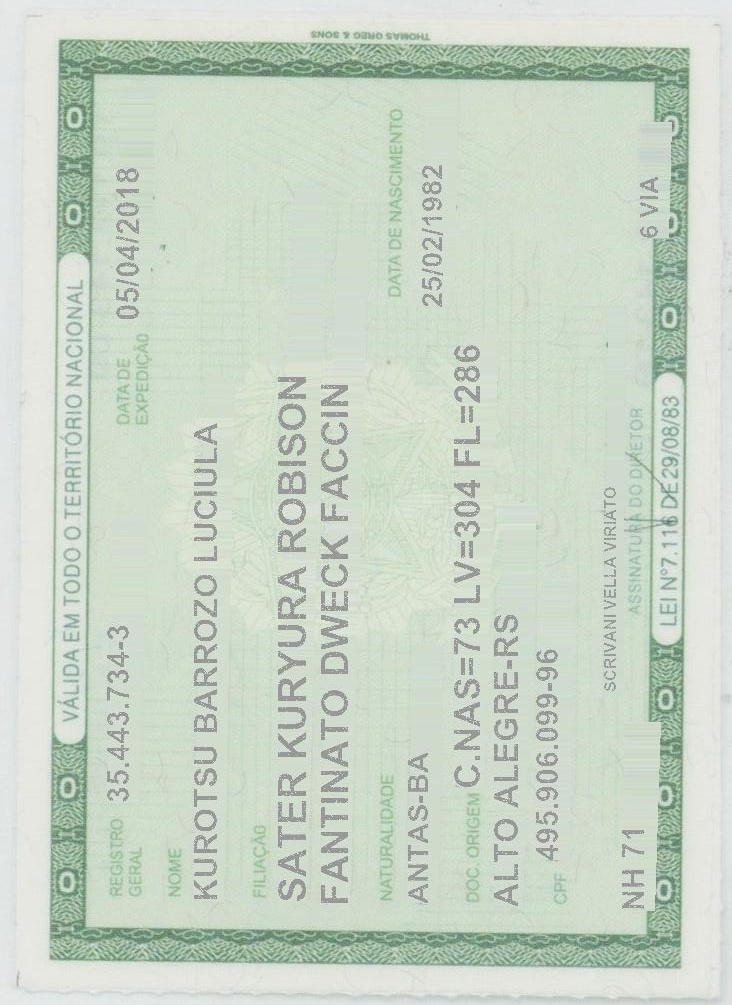 VÁLIDA EM TODO O TERRITÓRIO NACIONAL
REGISTRO GERAL 35.443.734-3 DATA DE EXPEDIÇÃO 05/04/2018
NOME
KUROTSU BARROZO LUCIULA
FILIAÇÃO
SATER KURYURA ROBISON
FANTINATO DWECK FACCIN
NATURALIDADE DATA DE NASCIMENTO
ANTAS-BA 25/02/1982
DOC. ORIGEM C.NAS=73 LV=304 FL=286
ALTO ALEGRE-RS
CPF 495.906.099-96
SCRIVANI VELLA VIRIATO
NH 71 ASSINATURA DO DIRETOR 6 VIA
LEI Nº 7.116 DE 29/08/83
THOMAS GREG & SONS